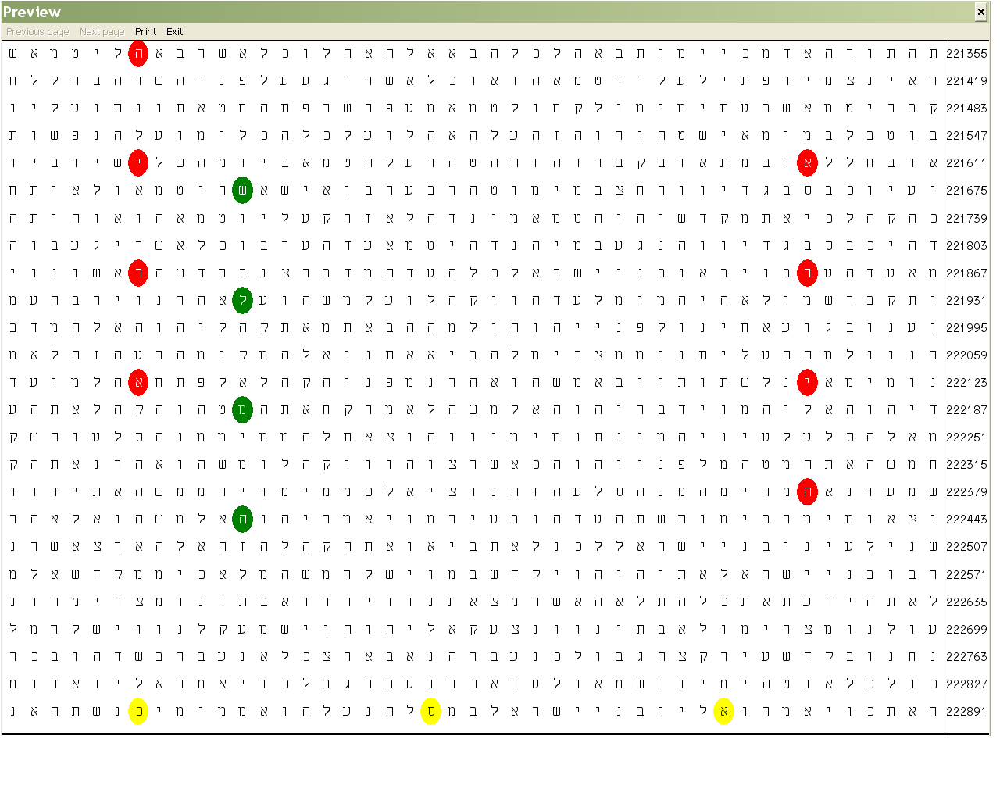 Preview
Previous page Next page Print Exit
221355 ת ה ת ו ר ה א ד מ כ י י מ ו ת ב א ה ל כ ל ה ב א א ל ה א ה ל ו כ ל א ש ר ב א ה ל י ט מ א ש
221419 ר א י נ צ מ י ד פ ת י ל ע ל י ו ט מ א ה ו א ו כ ל א ש ר י ג ע ע ל פ נ י ה ש ד ה ב ח ל ל ח
221483 ק ב ר י ט מ א ש ב ע ת י מ י מ ו ל ק ח ו ל ט מ א מ ע פ ר ש ר פ ת ה ח ט א ת ו נ ת נ ע ל י ו
221547 ב ו ט ב ל ב מ י מ א י ש ט ה ו ר ו ה ז ה ע ל ה א ה ל ו ע ל כ ל ה כ ל י מ ו ע ל ה נ פ ש ו ת
221611 א ו ב ח ל ל א ו ב מ ת א ו ב ק ב ר ו ה ז ה ה ט ה ר ע ל ה ט מ א ב י ו מ ה ש ל י ש י ו ב י ו
221675 י ע י ו כ ב ס ב ג ד י ו ו ר ח צ ב מ י מ ו ט ה ר ב ע ר ב ו א י ש א ש ר י ט מ א ו ל א י ת ח
221739 כ ה ק ה ל כ י א ת מ ק ד ש י ה ו ה ט מ א מ י נ ד ה ל א ז ר ק ע ל י ו ט מ א ה ו א ו ה י ת ה
221803 ד ה י כ ב ס ב ג ד י ו ו ה נ ג ע ב מ י ה נ ד ה י ט מ א ע ד ה ע ר ב ו כ ל א ש ר י ג ע ב ו ה
221867 מ א ע ד ה ע ר ב ו י ב א ו ב נ י י ש ר א ל כ ל ה ע ד ה מ ד ב ר צ נ ב ח ד ש ה ר א ש ו נ ו י
221931 ו ת ק ב ר ש מ ו ל א ה י ה מ י מ ל ע ד ה ו י ק ה ל ו ע ל מ ש ה ו ע ל א ה ר נ ו י ר ב ה ע מ
221995 ו ע נ ו ב ג ו ע א ח י נ ו ל פ נ י י ה ו ה ו ל מ ה ה ב א ת מ א ת ק ה ל י ה ו ה א ל ה מ ד ב
222059 ר נ ו ו ל מ ה ה ע ל י ת נ ו מ מ צ ר י מ ל ה ב י א א ת נ ו א ל ה מ ק ו מ ה ר ע ה ז ה ל א מ
222123 נ ו מ י מ א י נ ל ש ת ו ת ו י ב א מ ש ה ו א ה ר נ מ פ נ י ה ק ה ל א ל פ ת ח א ה ל מ ו ע ד
222187 ד י ה ו ה א ל י ה מ ו י ד ב ר י ה ו ה א ל מ ש ה ל א מ ר ק ח א ת ה מ ט ה ו ה ק ה ל א ת ה ע
222251 מ א ל ה ס ל ע ל ע י נ י ה מ ו נ ת נ מ י מ י ו ו ה ו צ א ת ל ה מ מ י מ מ נ ה ס ל ע ו ה ש ק
222315 ח מ ש ה א ת ה מ ט ה מ ל פ נ י י ה ו ה כ א ש ר צ ו ה ו ו י ק ה ל ו מ ש ה ו א ה ר נ א ת ה ק
222379 ש מ ע ו נ א ה מ ר י מ ה מ נ ה ס ל ע ה ז ה נ ו צ י א ל כ מ מ י מ ו י ר מ מ ש ה א ת י ד ו ו
222443 י צ א ו מ י מ ר ב י מ ו ת ש ת ה ע ד ה ו ב ע י ר מ ו י א מ ר י ה ו ה א ל מ ש ה ו א ל א ה ר
222507 ש נ י ל ע י נ י ב נ י י ש ר א ל ל כ נ ל א ת ב י א ו א ת ה ק ה ל ה ז ה א ל ה א ר צ א ש ר נ
222571 ר ב ו ב נ י י ש ר א ל א ת י ה ו ה ו י ק ד ש ב מ ו י ש ל ח מ ש ה מ ל א כ י מ מ ק ד ש א ל מ
222635 ל א ת ה י ד ע ת א ת כ ל ה ת ל א ה א ש ר מ צ א ת נ ו ו י ר ד ו א ב ת י נ ו מ צ ר י מ ה ו נ
222699 ע ו ל נ ו מ צ ר י מ ו ל א ב ת י נ ו ו נ צ ע ק א ל י ה ו ה ו י ש מ ע ק ל נ ו ו י ש ל ח מ ל
222763 נ ח נ ו ב ק ד ש ע י ר ק צ ה ג ב ו ל כ נ ע ב ר ה נ א ב א ר צ כ ל א נ ע ב ר ב ש ד ה ו ב כ ר
222827 כ נ ל כ ל א נ ט ה י מ י נ ו ש מ א ו ל ע ד א ש ר נ ע ב ר ג ב ל כ ו י א מ ר א ל י ו א ד ו מ
222891 ר א ת כ ו י א מ ר ו א ל י ו ב נ י י ש ר א ל ב מ ס ל ה נ ע ל ה ו א מ מ י מ י כ נ ש ת ה א נ